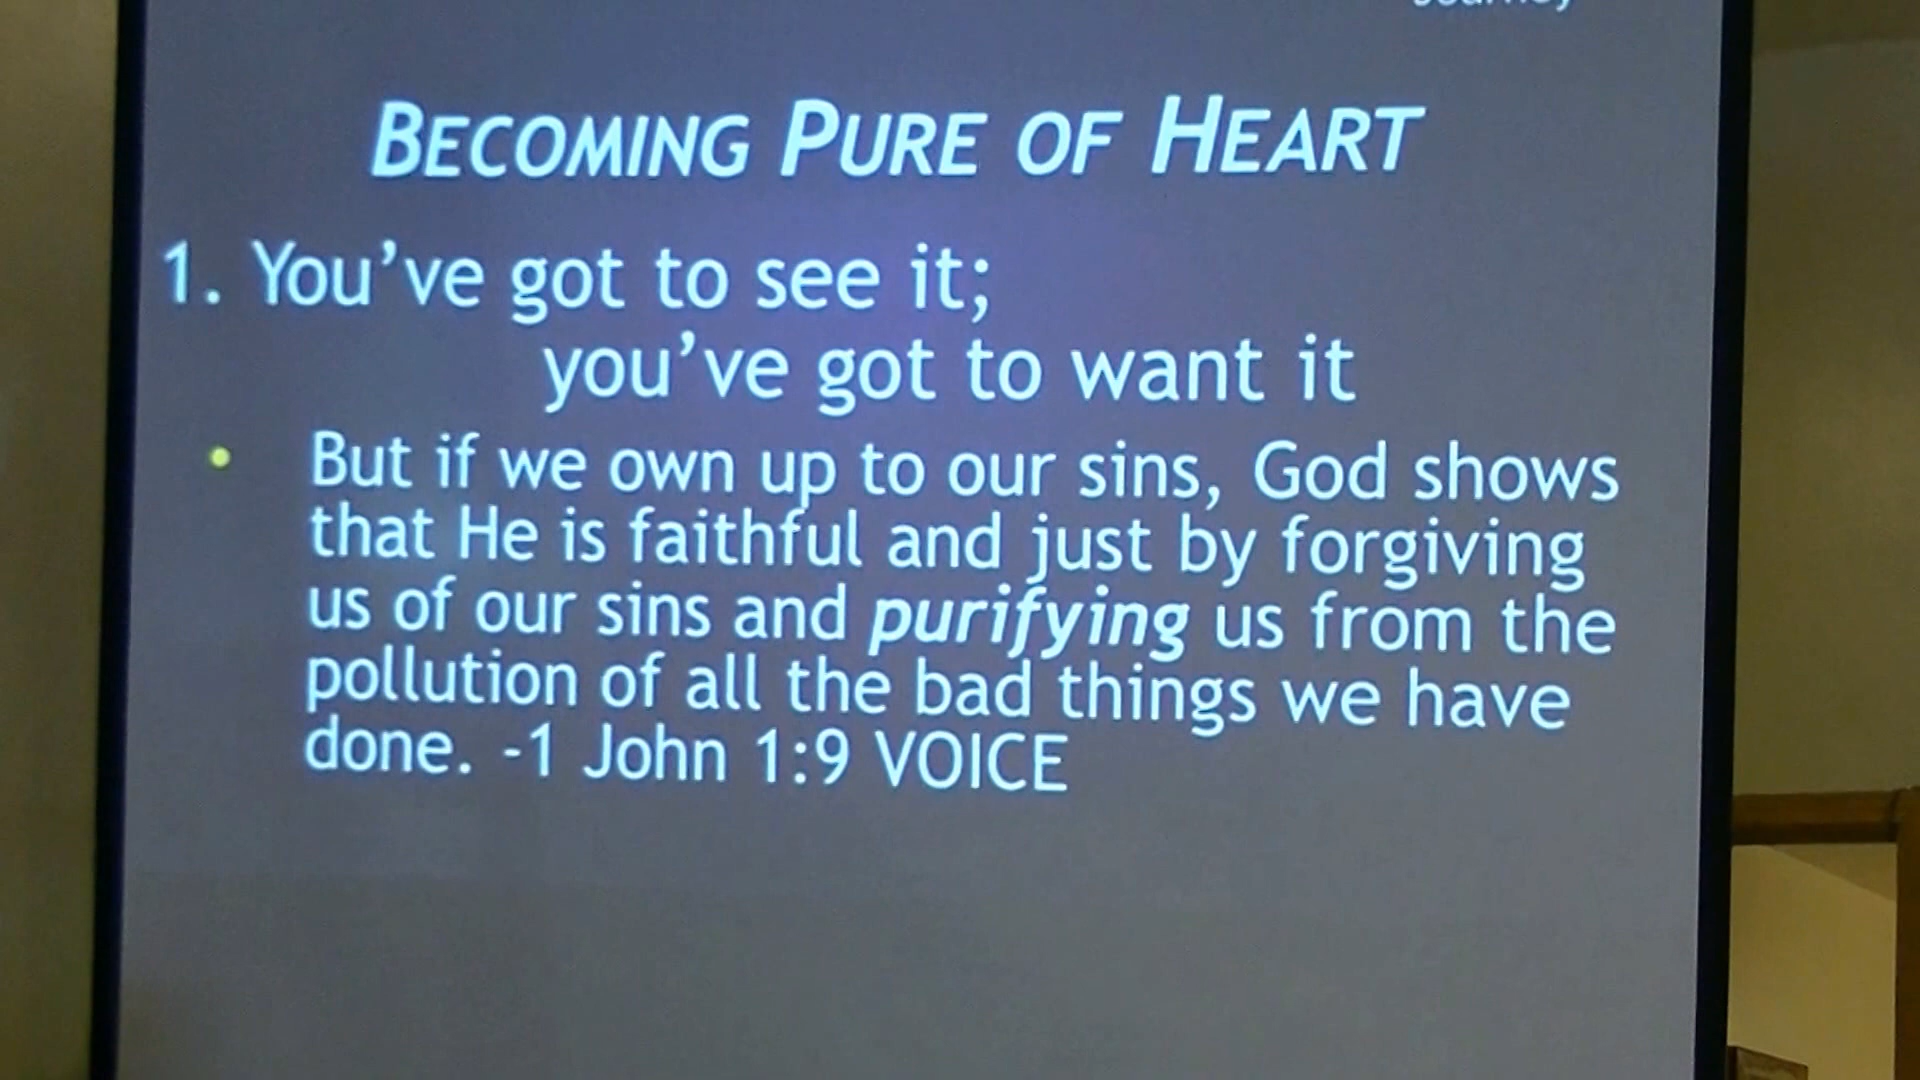 BECOMING PURE OF HEART
1. You've got to see it;
you've got to want it
• But if we own up to our sins, God shows
that He is faithful and just by forgiving
us of our sins and purifying us from the
pollution of all the bad things we have
done. -1 John 1:9 VOICE